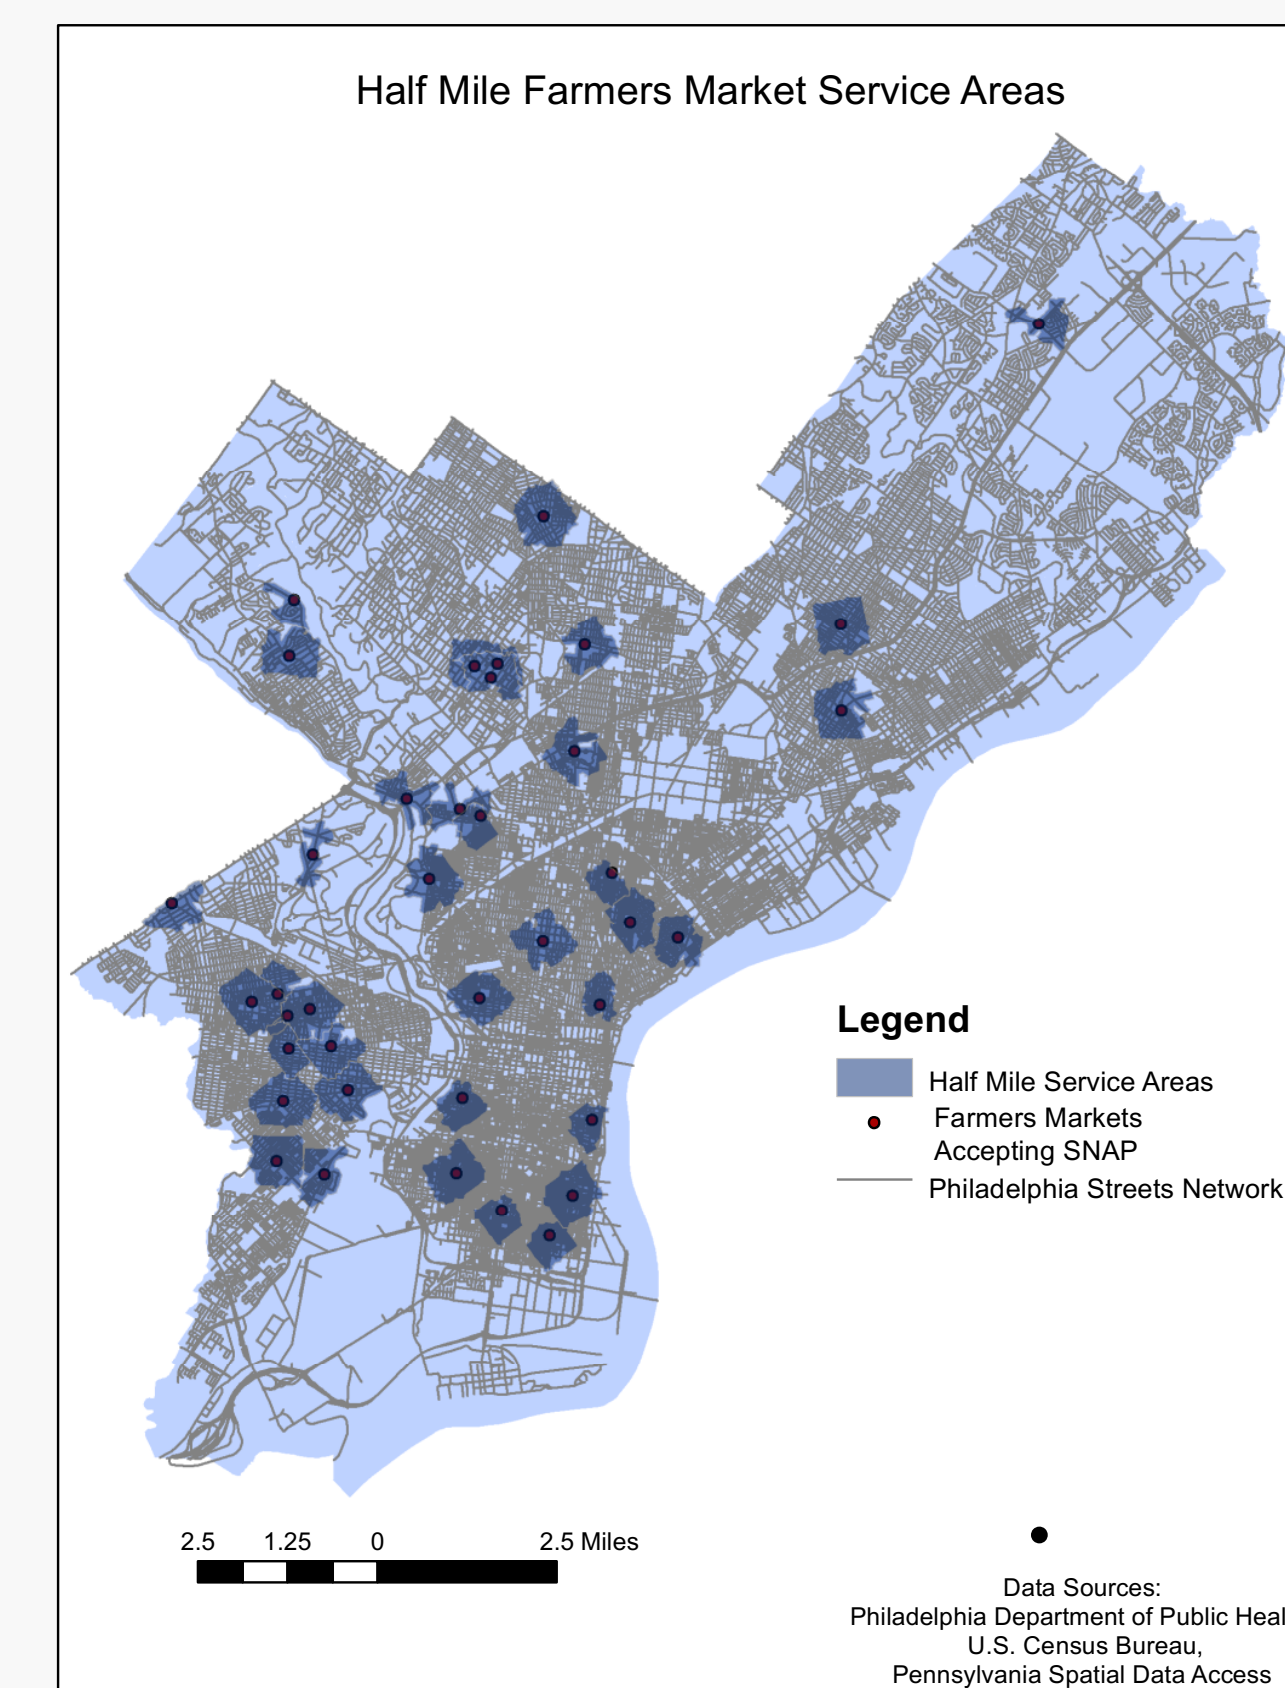 Half Mile Farmers Market Service Areas
Legend
Half Mile Service Areas
Farmers Markets
Accepting SNAP
Philadelphia Streets Network
2.5 1.25 0 2.5 Miles
Data Sources:
Philadelphia Department of Public Heal
U.S. Census Bureau,
Pennsylvania Spatial Data Access